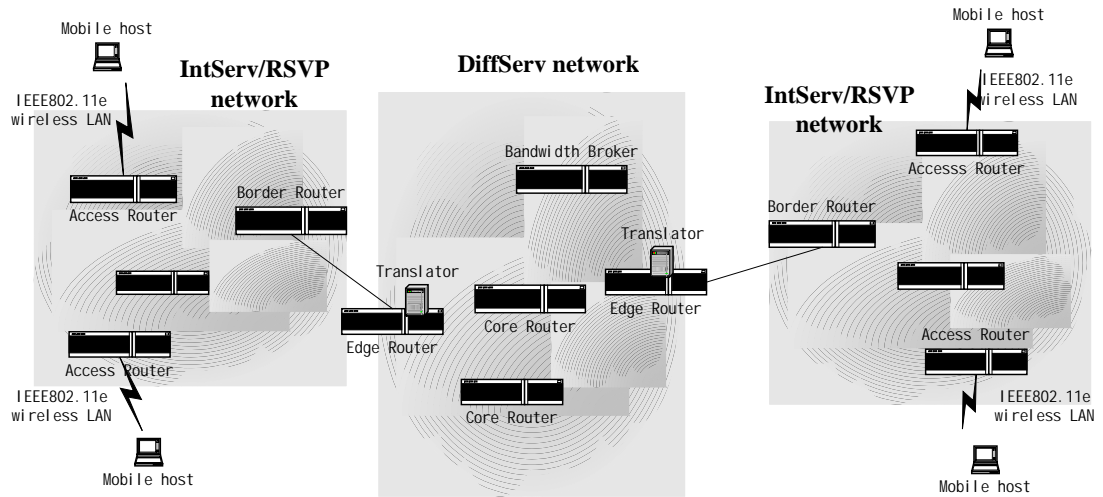 Mobile host
IEEE802.11e
wireless LAN
IntServ/RSVP
network
Access Router
Border Router
Access Router
IEEE802.11e
wireless LAN
Mobile host
DiffServ network
Bandwidth Broker
Translator
Edge Router
Core Router
Core Router
Translator
Edge Router
Mobile host
IEEE802.11e
wireless LAN
IntServ/RSVP
network
Accesss Router
Border Router
Access Router
IEEE802.11e
wireless LAN
Mobile host